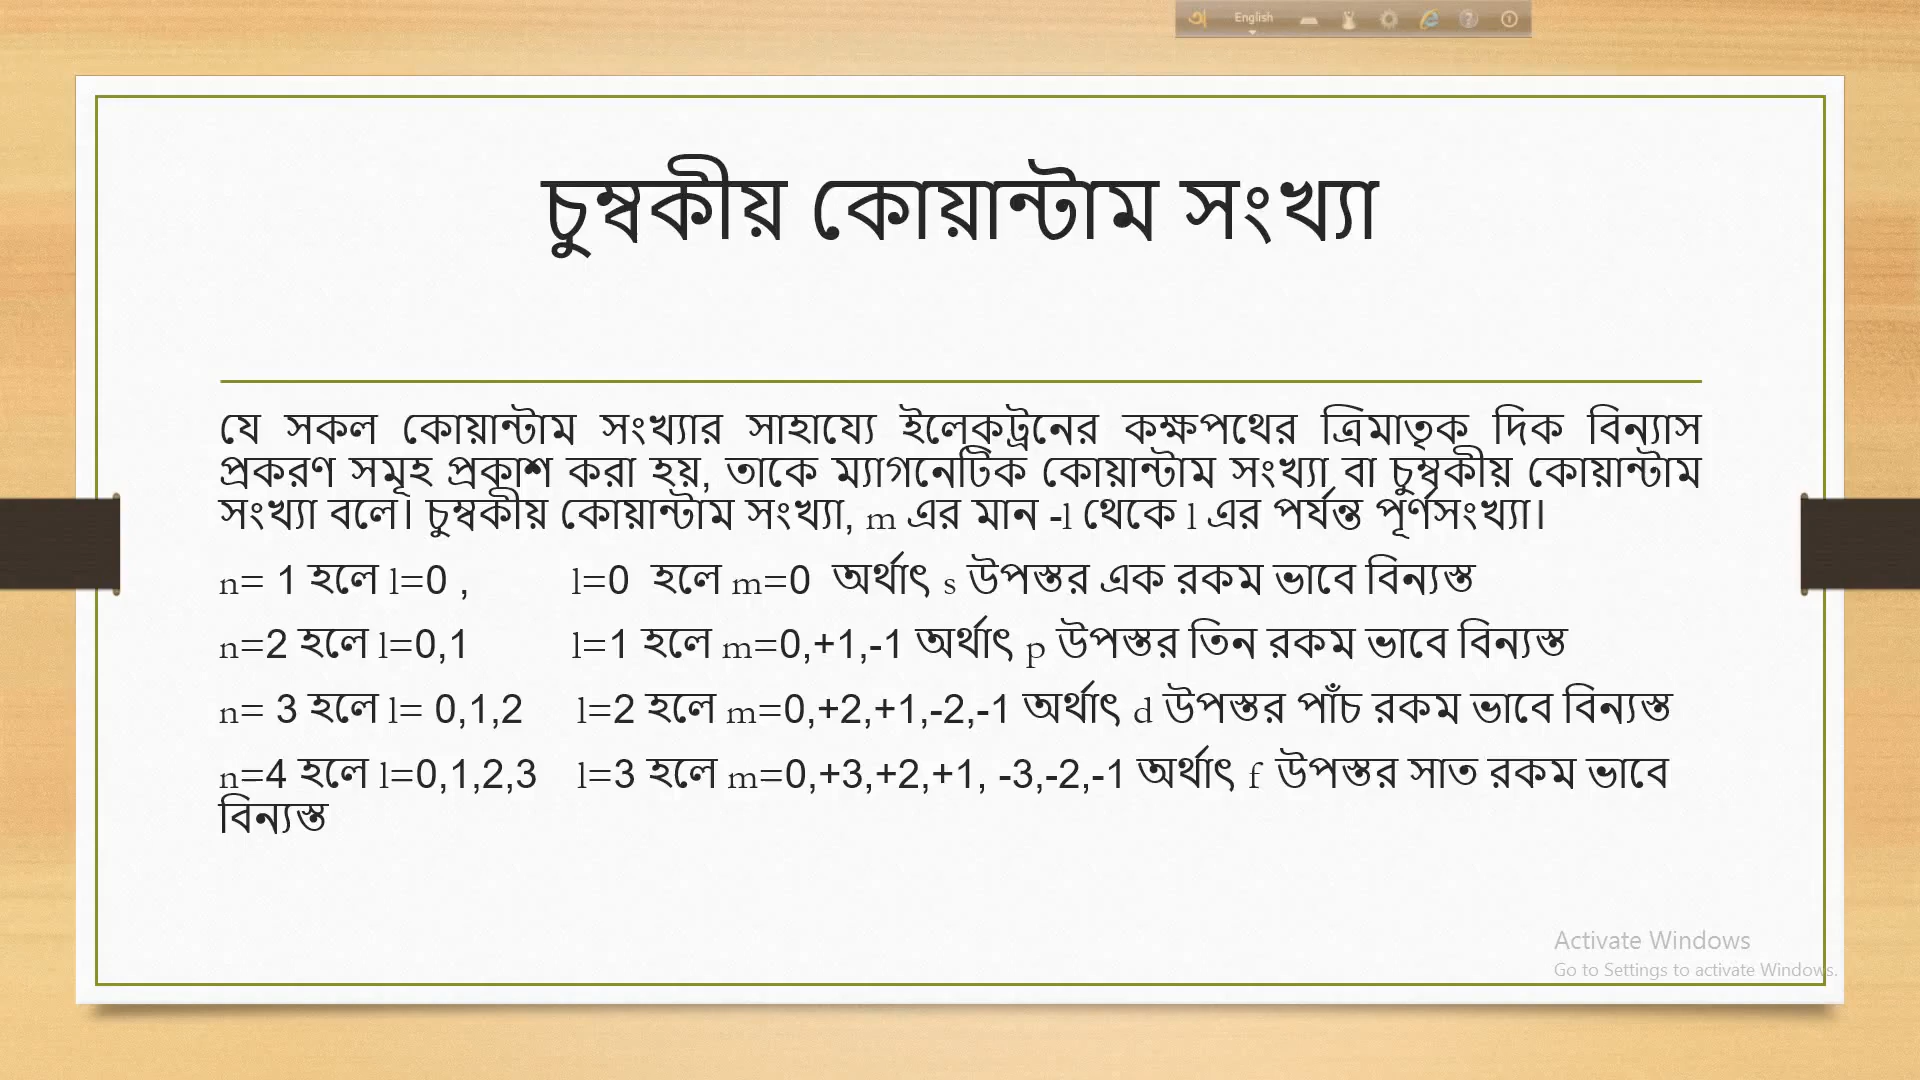 English
চুম্বকীয় কোয়ান্টাম সংখ্যা
যে সকল কোয়ান্টাম সংখ্যার সাহায্যে ইলেকট্রনের কক্ষপথের ত্রিমাতৃক দিক বিন্যাস
প্রকরণ সমূহ প্রকাশ করা হয়, তাকে ম্যাগনেটিক কোয়ান্টাম সংখ্যা বা চুম্বকীয় কোয়ান্টাম
সংখ্যা বলে। চুম্বকীয় কোয়ান্টাম সংখ্যা, m এর মান -l থেকে l এর পর্যন্ত পূর্ণসংখ্যা।
n= 1 হলে l=0 , l=0 হলে m=0 অর্থাৎ s উপস্তর এক রকম ভাবে বিন্যস্ত
n=2 হলে l=0,1 l=1 হলে m=0,+1,-1 অর্থাৎ p উপস্তর তিন রকম ভাবে বিন্যস্ত
n= 3 হলে l= 0,1,2 l=2 হলে m=0,+2,+1,-2,-1 অর্থাৎ d উপস্তর পাঁচ রকম ভাবে বিন্যস্ত
n=4 হলে l=0,1,2,3 l=3 হলে m=0,+3,+2,+1, -3,-2,-1 অর্থাৎ f উপস্তর সাত রকম ভাবে
বিন্যস্ত
Activate Windows
Go to Settings to activate Windows.